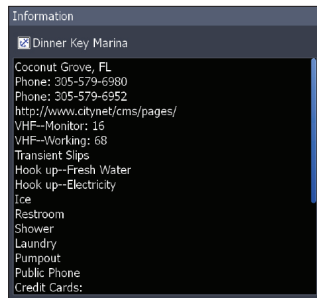 Information
Dinner Key Marina
Coconut Grove, FL
Phone: 305-579-6980
Phone: 305-579-6952
http://www.citynet/cms/pages/
VHF--Monitor: 16
VHF--Working: 68
Transient Slips
Hook up--Fresh Water
Hook up--Electricity
Ice
Restroom
Shower
Laundry
Pumpout
Public Phone
Credit Cards: